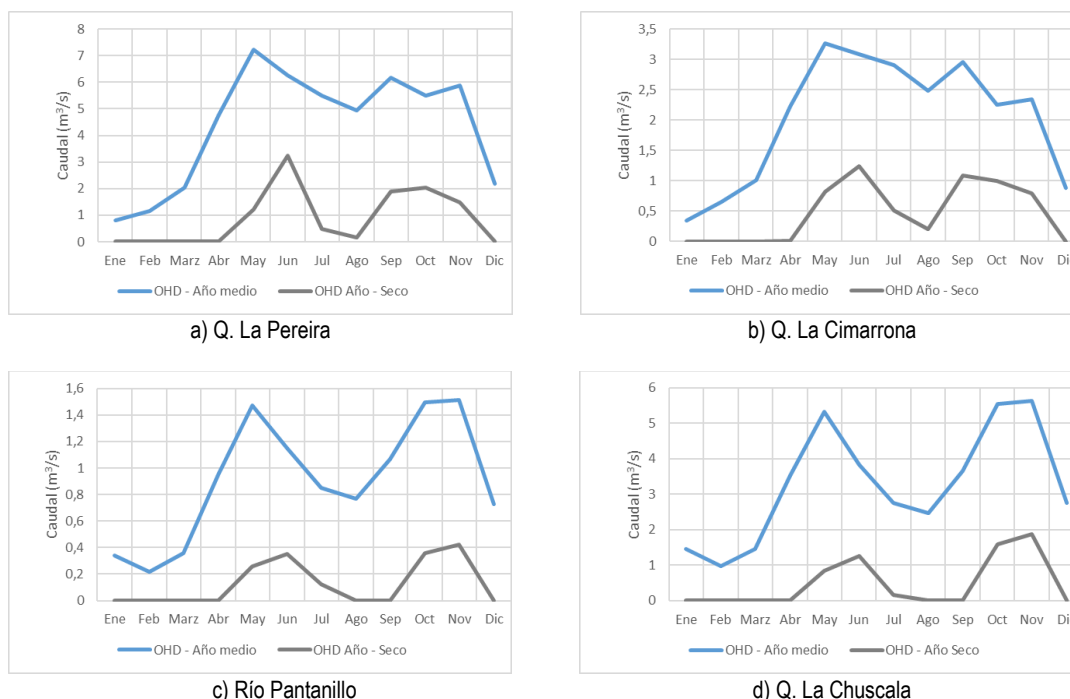 8
7
6
5
4
3
2
1
0
Caudal (m³/s)
Ene Feb Marz Abr May Jun Jul Ago Sep Oct Nov Dic
OHD - Año medio OHD Año - Seco
a) Q. La Pereira
3,5
3
2,5
2
1,5
1
0,5
0
Caudal (m³/s)
Ene Feb Marz Abr May Jun Jul Ago Sep Oct Nov Dic
OHD - Año medio OHD Año - Seco
b) Q. La Cimarrona
1,6
1,4
1,2
1
0,8
0,6
0,4
0,2
0
Caudal (m³/s)
Ene Feb Marz Abr May Jun Jul Ago Sep Oct Nov Dic
OHD - Año medio OHD Año - Seco
c) Río Pantanillo
6
5
4
3
2
1
0
Caudal (m³/s)
Ene Feb Marz Abr May Jun Jul Ago Sep Oct Nov Di
OHD - Año medio OHD Año - Seco
d) Q. La Chuscala